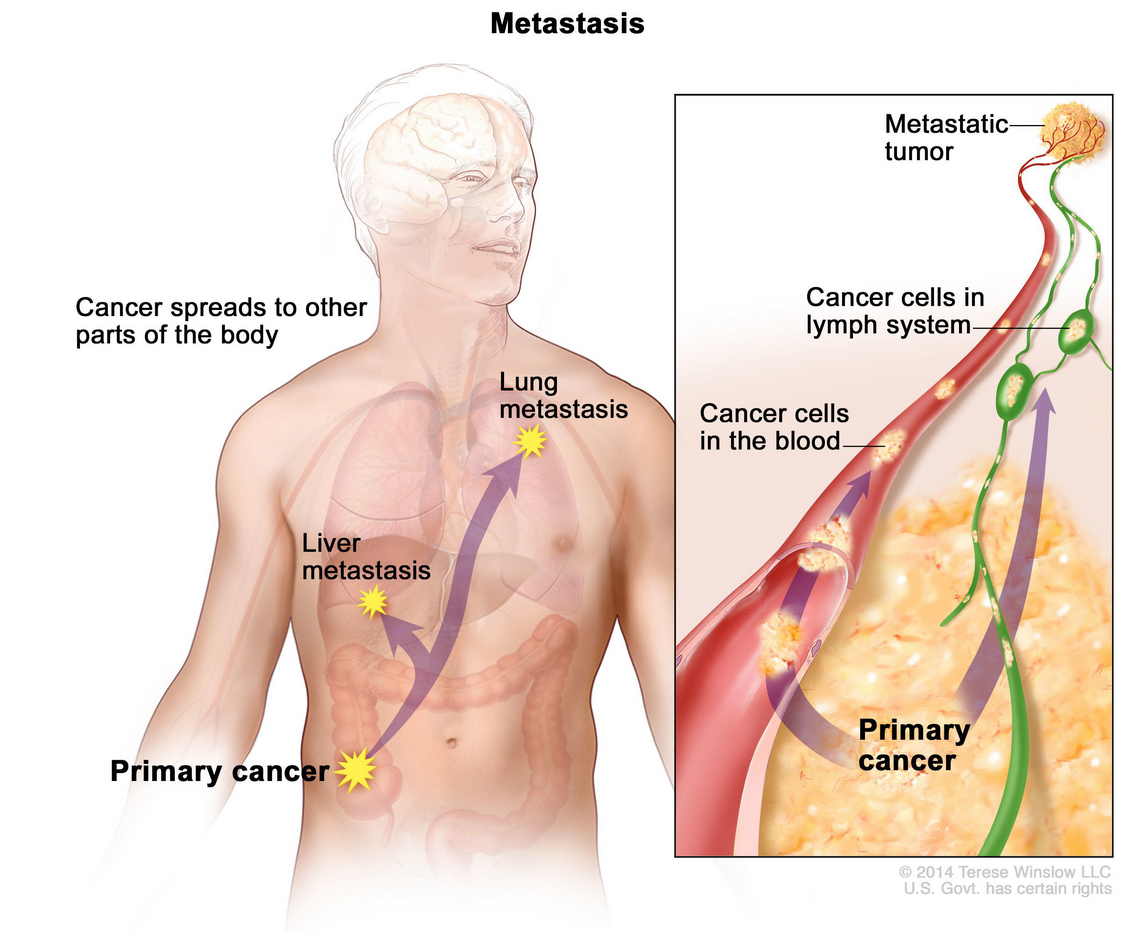 Metastasis
Cancer spreads to other
parts of the body
Lung
metastasis
Liver
metastasis
Primary cancer
Metastatic
tumor
Cancer cells in
lymph system
Cancer cells
in the blood
Primary
cancer
© 2014 Terese Winslow LLC
U.S. Govt. has certain rights